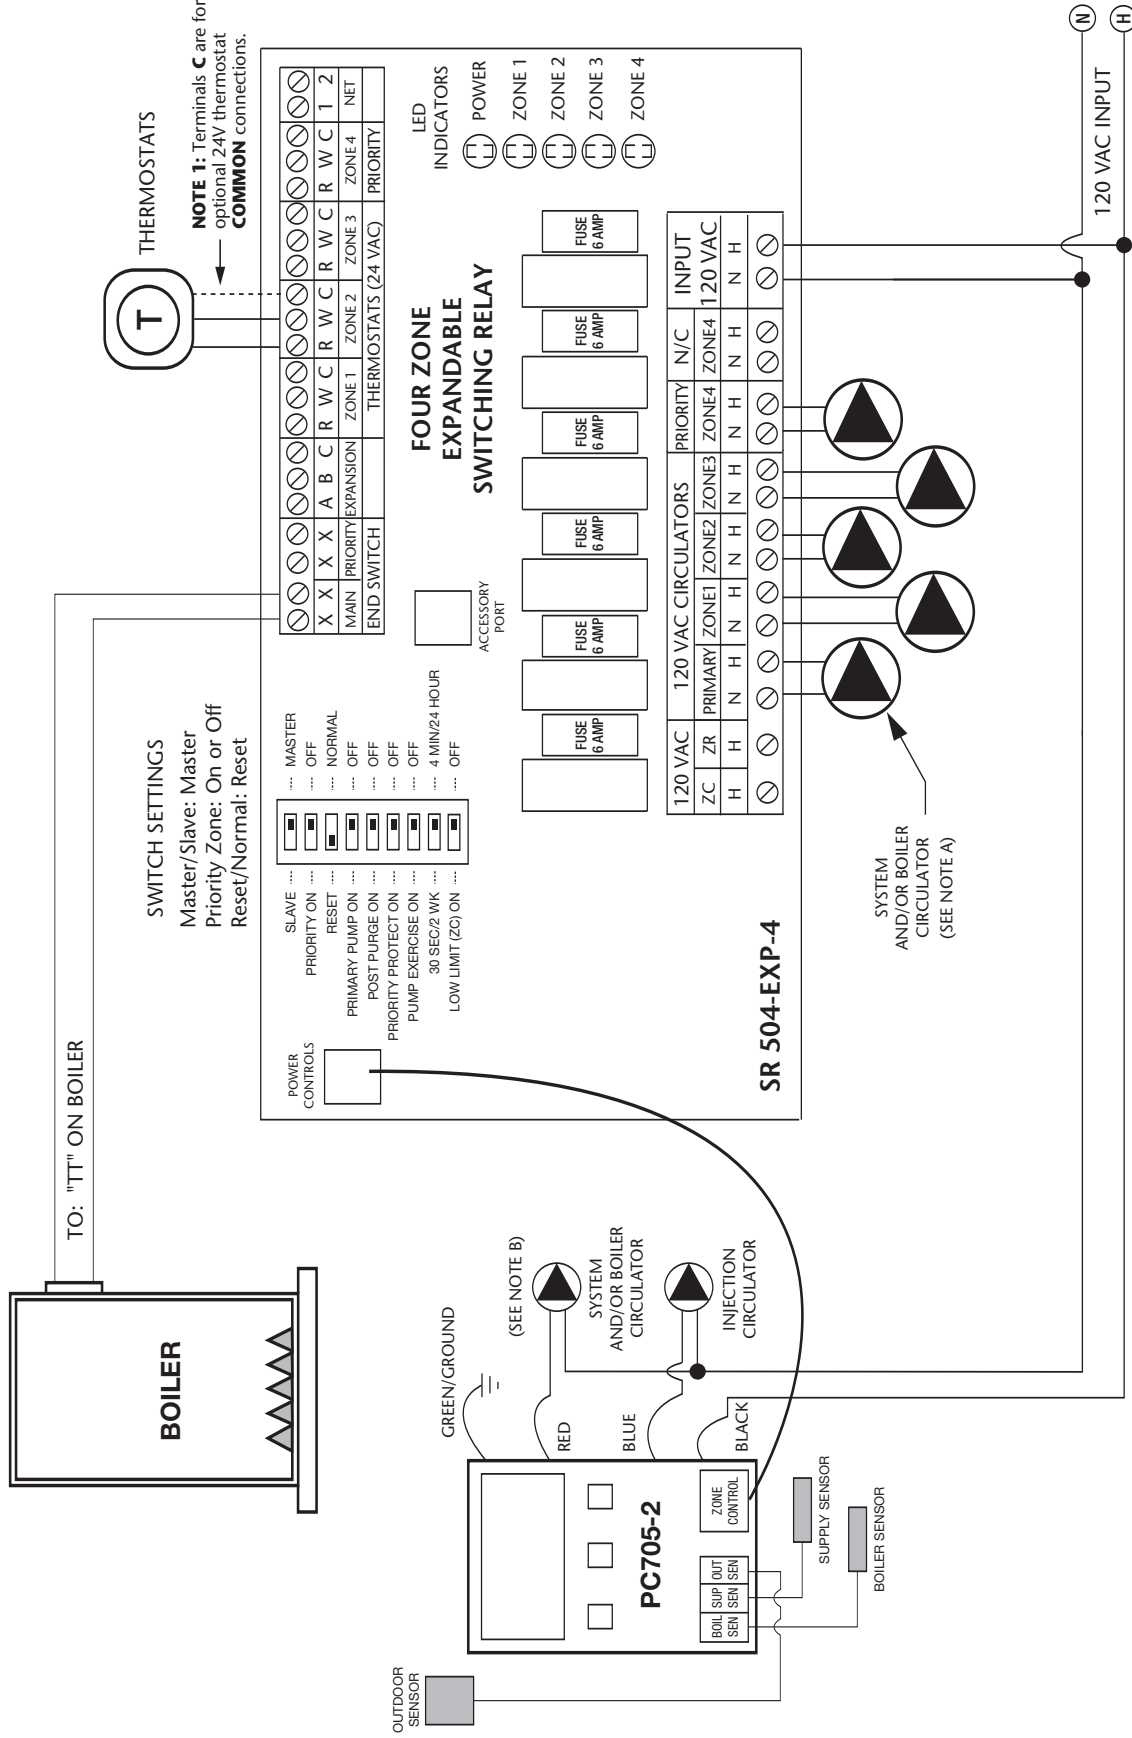 TO: "TT" ON BOILER
BOILER
SWITCH SETTINGS
Master/Slave: Master
Priority Zone: On or Off
Reset/Normal: Reset
THERMOSTATS
T
NOTE 1: Terminals C are for
optional 24V thermostat
COMMON connections.
X X X X A B C R W C R W C R W C R W C 1 2
MAIN PRIORITY EXPANSION ZONE 1 ZONE 2 ZONE 3 ZONE 4 NET
END SWITCH THERMOSTATS (24 VAC) PRIORITY
POWER
CONTROLS
SLAVE ---- ---- MASTER
PRIORITY ON ---- ---- OFF
RESET ---- ---- NORMAL
PRIMARY PUMP ON ---- ---- OFF
POST PURGE ON ---- ---- OFF
PRIORITY PROTECT ON ---- ---- OFF
PUMP EXERCISE ON ---- ---- OFF
30 SEC/2 WK ---- ---- 4 MIN/24 HOUR
LOW LIMIT (ZC) ON ---- ---- OFF
ACCESSORY
PORT
FOUR ZONE
EXPANDABLE
SWITCHING RELAY
LED
INDICATORS
POWER
ZONE 1
ZONE 2
ZONE 3
ZONE 4
FUSE
6 AMP
FUSE
6 AMP
FUSE
6 AMP
FUSE
6 AMP
FUSE
6 AMP
FUSE
6 AMP
120 VAC 120 VAC CIRCULATORS PRIORITY N/C INPUT
120 VAC
ZC ZR PRIMARY ZONE1 ZONE2 ZONE3 ZONE4 ZONE4
H H N H N H N H N H N H N H N H
SR 504-EXP-4
SYSTEM
AND/OR BOILER
CIRCULATOR
(SEE NOTE A)
GREEN/GROUND
(SEE NOTE B)
SYSTEM
AND/OR BOILER
CIRCULATOR
RED
INJECTION
CIRCULATOR
BLUE
BLACK
PC705-2
BOIL
SEN
SUP
SEN
OUT
SEN
ZONE
CONTROL
OUTDOOR
SENSOR
SUPPLY SENSOR
BOILER SENSOR
120 VAC INPUT
N
H